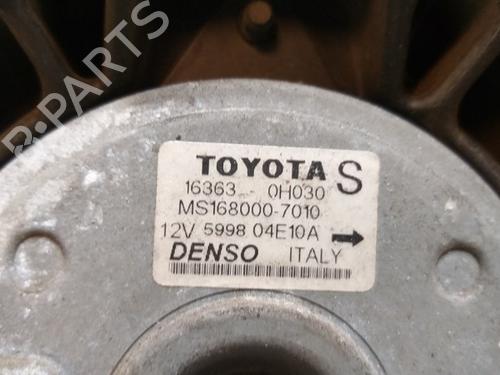 TOYOTA S
16363 - 0H030
MS168000-7010
12V 5998 04E10A →
DENSO ITALY
B-PARTS